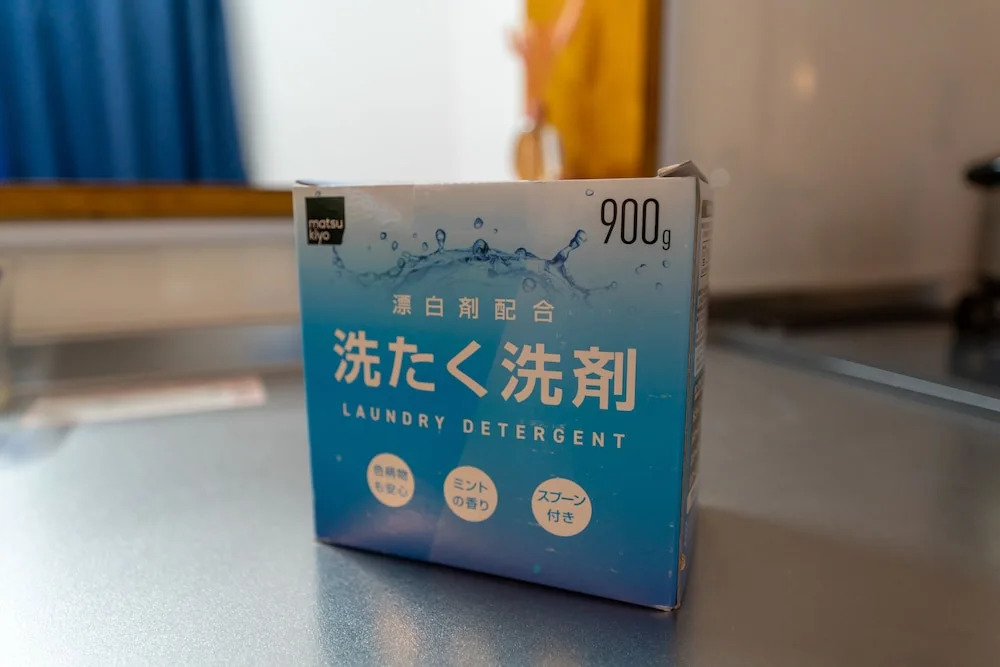 matsu
kiyo
900g
漂白剤配合
洗たく洗剤
LAUNDRY DETERGENT
色柄物
も安心
ミント
の香り
スプーン
付き